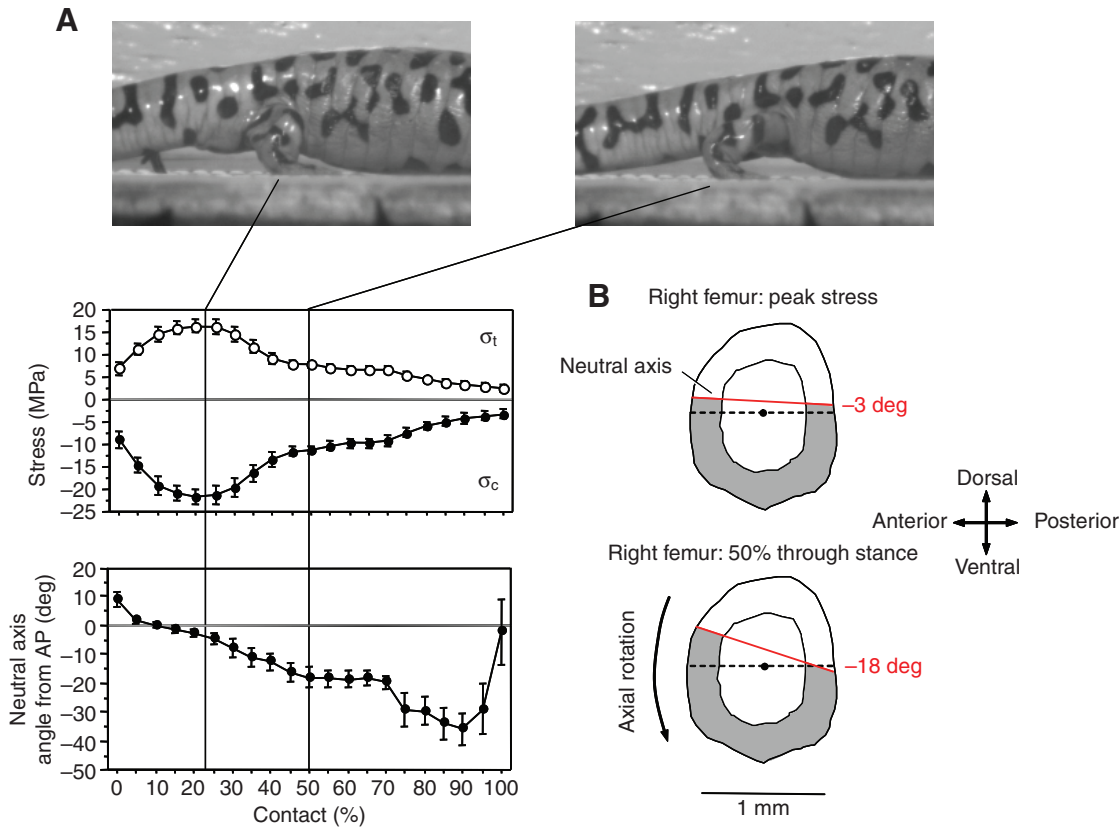 A
20
15
10
5
0
–5
–10
–15
–20
–25
Stress (MPa)
σt
σc
20
10
0
–10
–20
–30
–40
–50
Neutral axis
angle from AP (deg)
0 10 20 30 40 50 60 70 80 90 100
Contact (%)
B
Right femur: peak stress
Neutral axis
–3 deg
Dorsal
Anterior Posterior
Ventral
Right femur: 50% through stance
Axial rotation
–18 deg
1 mm